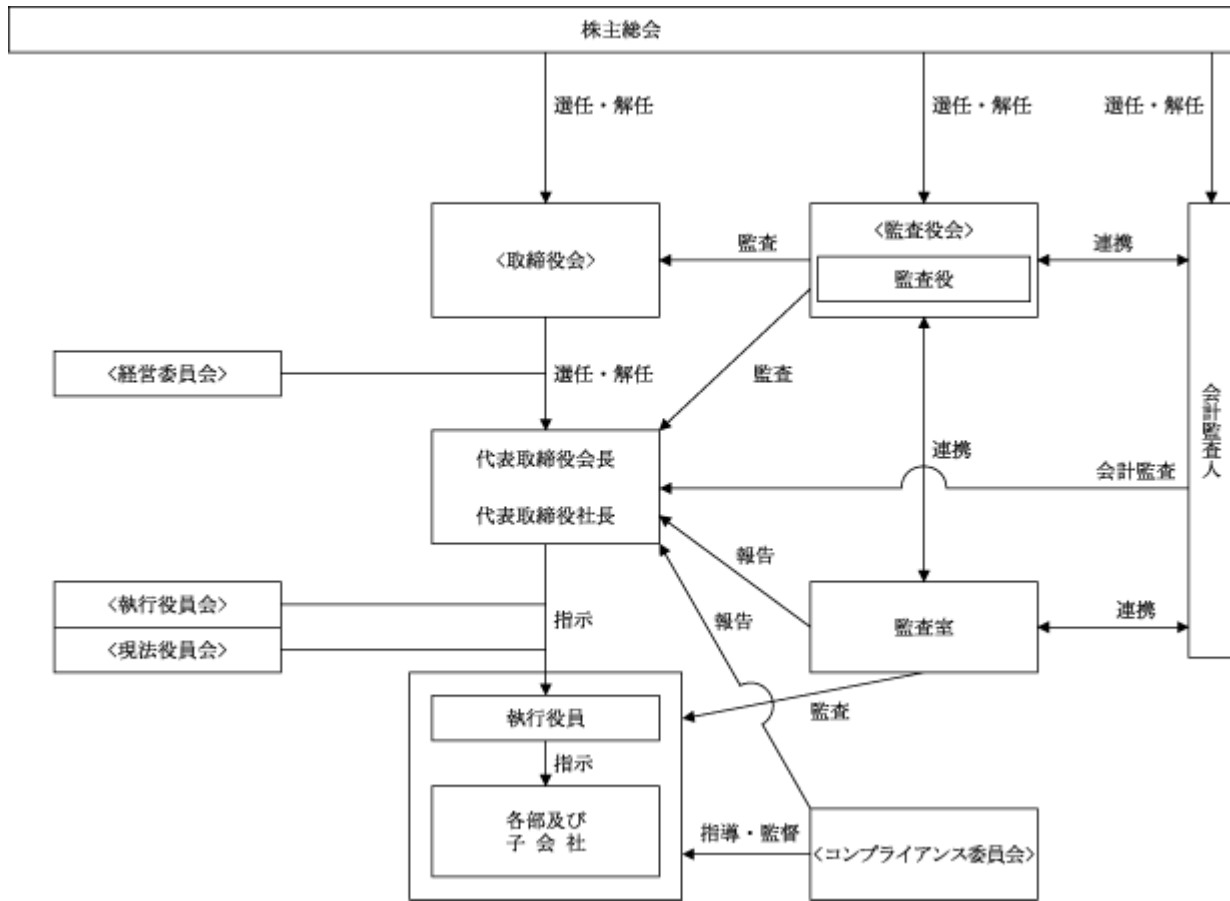 株主総会
選任・解任
選任・解任
選任・解任
<取締役会>
監査
<監査役会>
監査役
連携
<経営委員会>
選任・解任
監査
会計監査人
代表取締役会長
代表取締役社長
連携
会計監査
報告
<執行役員会>
<現法役員会>
指示
報告
監査室
連携
執行役員
監査
指示
各部及び
子会社
指導・監督
<コンプライアンス委員会>